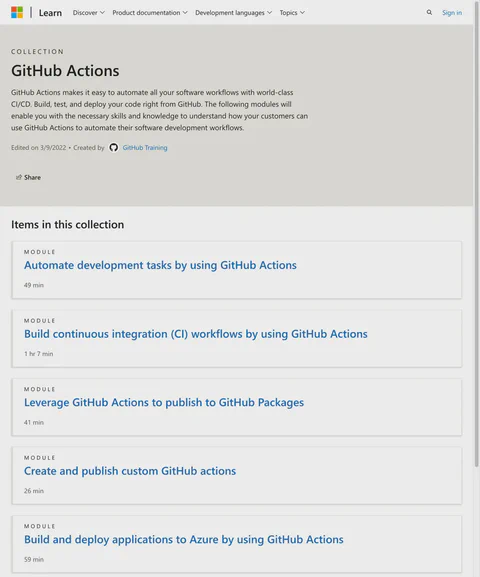 Learn Discover Product documentation Development languages Topics Sign in
COLLECTION
GitHub Actions
GitHub Actions makes it easy to automate all your software workflows with world-class
CI/CD. Build, test, and deploy your code right from GitHub. The following modules will
enable you with the necessary skills and knowledge to understand how your customers can
use GitHub Actions to automate their software development workflows.
Edited on 3/9/2022 • Created by GitHub Training
Share
Items in this collection
MODULE
Automate development tasks by using GitHub Actions
49 min
MODULE
Build continuous integration (CI) workflows by using GitHub Actions
1 hr 7 min
MODULE
Leverage GitHub Actions to publish to GitHub Packages
41 min
MODULE
Create and publish custom GitHub actions
26 min
MODULE
Build and deploy applications to Azure by using GitHub Actions
59 min